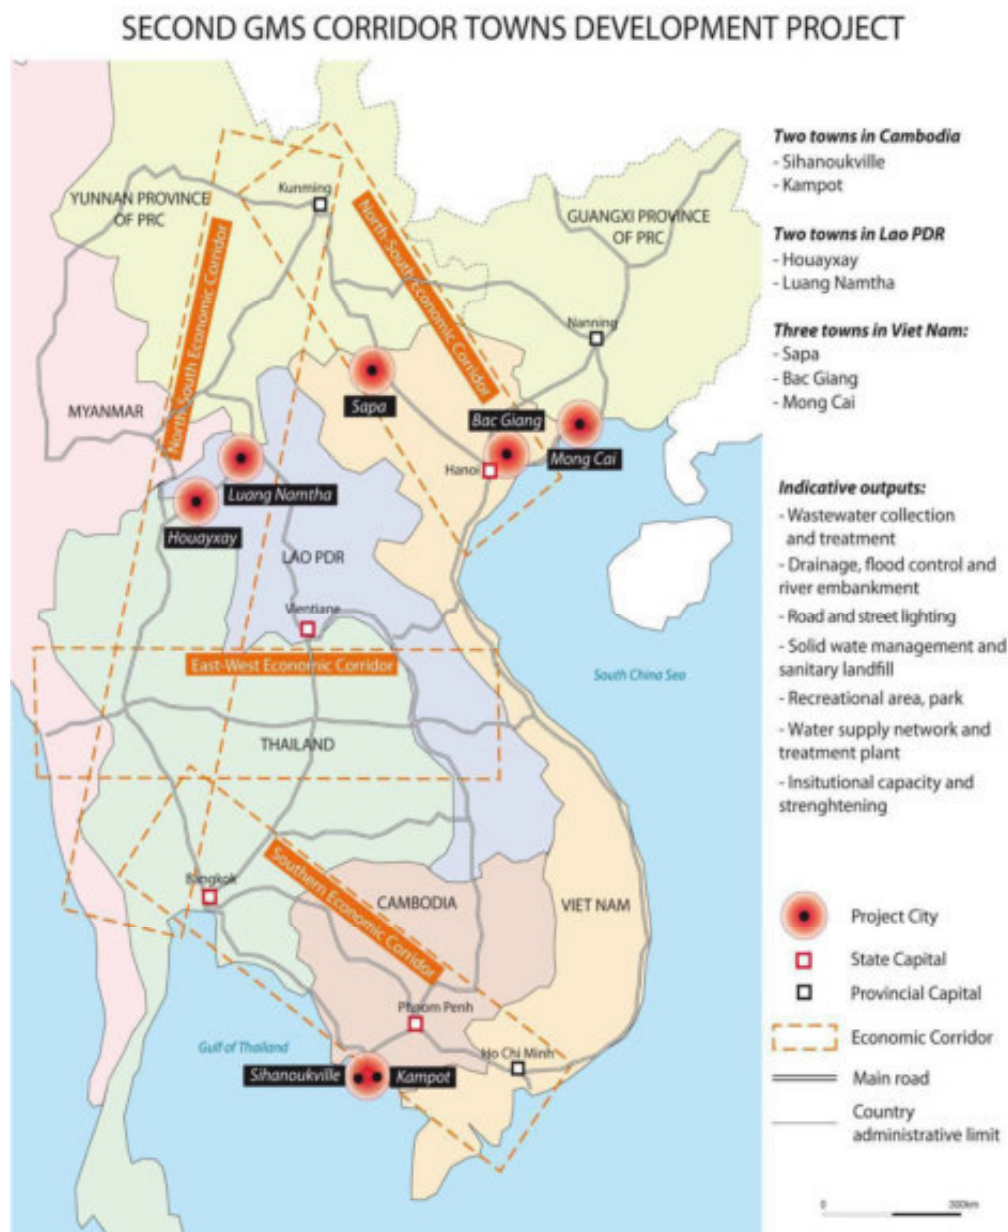 SECOND GMS CORRIDOR TOWNS DEVELOPMENT PROJECT
YUNNAN PROVINCE
OF PRC
Kunming
North-South Economic Corridor
North-South Economic Corridor
GUANGXI PROVINCE
OF PRC
Nanning
MYANMAR
Sapa
Bac Giang
Mong Cai
Hanoi
Luang Namtha
Houayxay
LAO PDR
Vientiane
East-West Economic Corridor
South China Sea
THAILAND
Southern Economic Corridor
Bangkok
CAMBODIA
VIET NAM
Phnom Penh
Gulf of Thailand
Ho Chi Minh
Sihanoukville
Kampot
Two towns in Cambodia
- Sihanoukville
- Kampot
Two towns in Lao PDR
- Houayxay
- Luang Namtha
Three towns in Viet Nam:
- Sapa
- Bac Giang
- Mong Cai
Indicative outputs:
- Wastewater collection
and treatment
- Drainage, flood control and
river embankment
- Road and street lighting
- Solid wate management and
sanitary landfill
- Recreational area, park
- Water supply network and
treatment plant
- Insitutional capacity and
strenghtening
Project City
State Capital
Provincial Capital
Economic Corridor
Main road
Country
administrative limit
0
200km